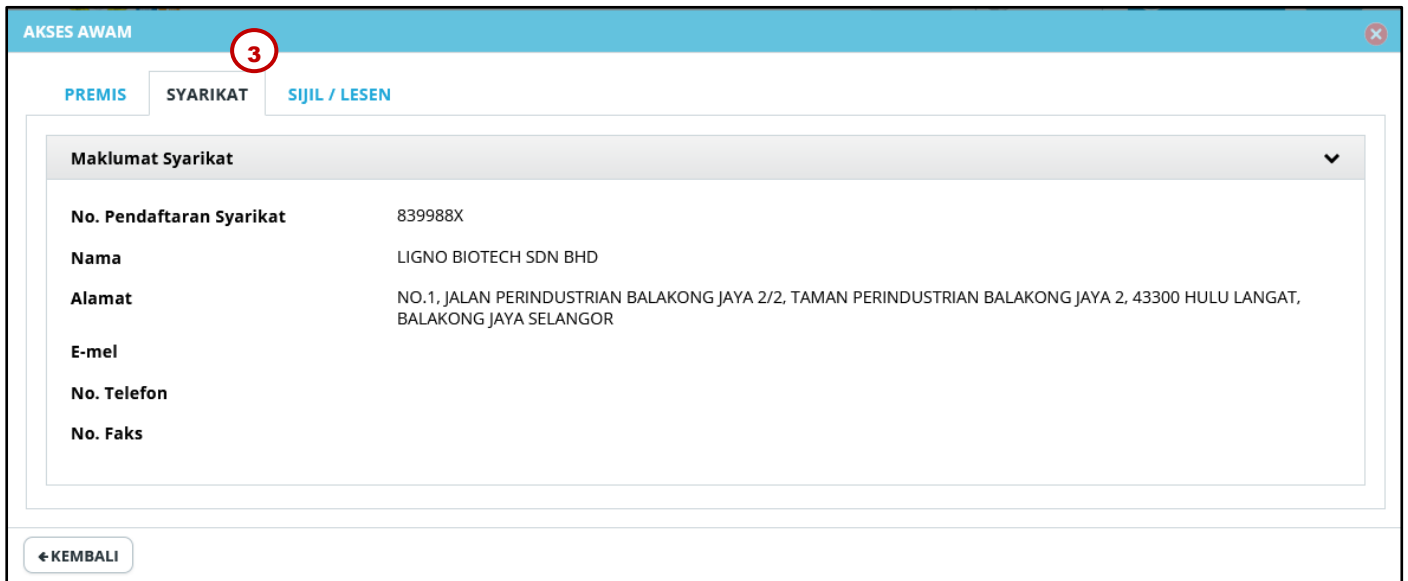 AKSES AWAM
3
PREMIS SYARIKAT SIJIL / LESEN
Maklumat Syarikat
No. Pendaftaran Syarikat 839988X
Nama LIGNO BIOTECH SDN BHD
Alamat NO.1, JALAN PERINDUSTRIAN BALAKONG JAYA 2/2, TAMAN PERINDUSTRIAN BALAKONG JAYA 2, 43300 HULU LANGAT,
BALAKONG JAYA SELANGOR
E-mel
No. Telefon
No. Faks
KEMBALI